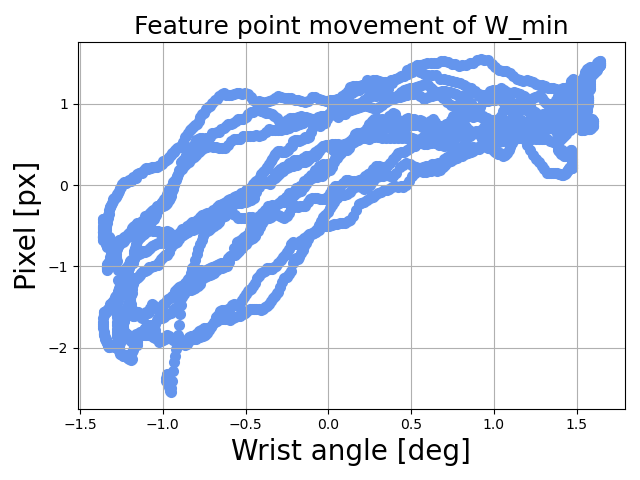 Feature point movement of W_min
Pixel [px]
1
0
−1
−2
−1.5 −1.0 −0.5 0.0 0.5 1.0 1.5
Wrist angle [deg]